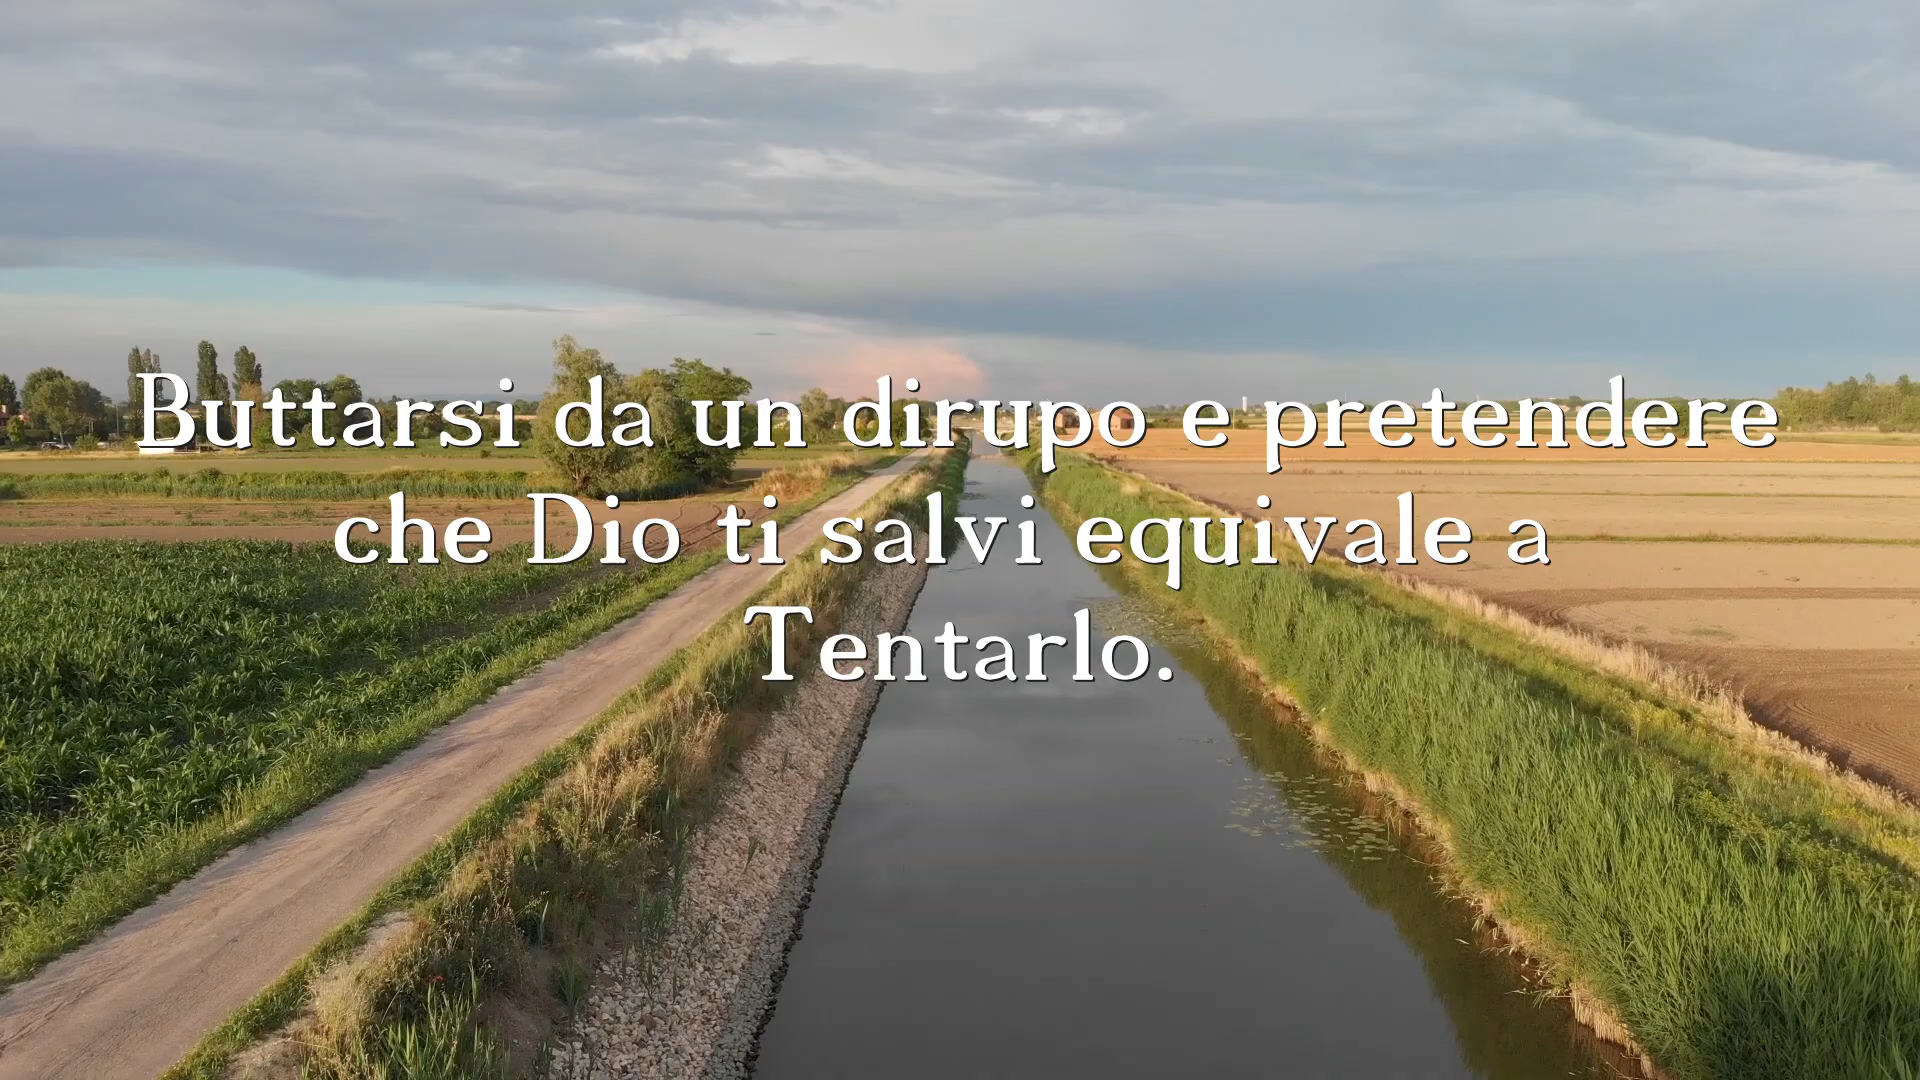 Buttarsi da un dirupo e pretendere
che Dio ti salvi equivale a
Tentarlo.